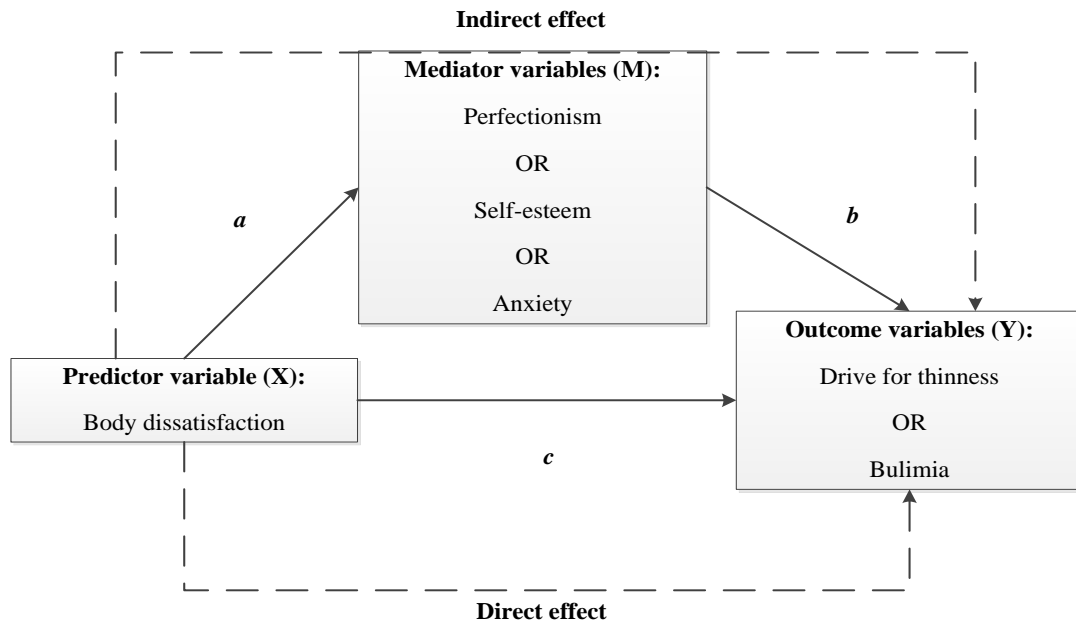 Indirect effect
Mediator variables (M):
Perfectionism
OR
Self-esteem
OR
Anxiety
a
b
Predictor variable (X):
Body dissatisfaction
Outcome variables (Y):
Drive for thinness
OR
Bulimia
c
Direct effect